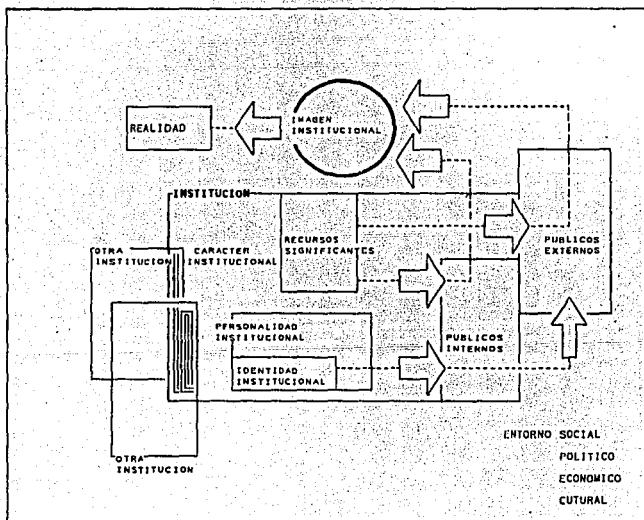 IMAGEN
INSTITUCIONAL
REALIDAD
INSTITUCION
OTRA
INSTITUCION
CARACTER
INSTITUCIONAL
RECURSOS
SIGNIFICANTES
PUBLICOS
EXTERNOS
PERSONALIDAD
INSTITUCIONAL
IDENTIDAD
INSTITUCIONAL
PUBLICOS
INTERNOS
OTRA
INSTITUCION
ENTORNO SOCIAL
POLITICO
ECONOMICO
CUTURAL